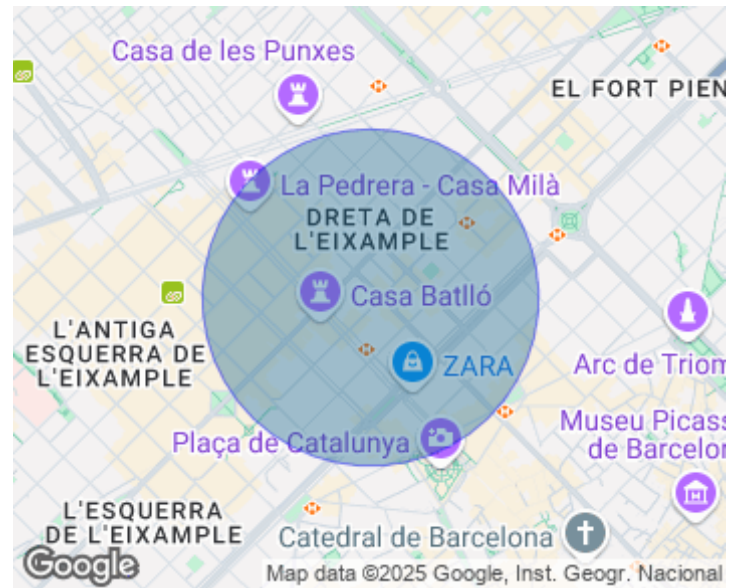 Casa de les Punxes
EL FORT PIEN
La Pedrera - Casa Milà
DRETA DE
L'EIXAMPLE
Casa Batlló
L'ANTIGA
ESQUERRA DE
L'EIXAMPLE
ZARA
Arc de Triom
Plaça de Catalunya
Museu Picass
de Barcelon
L'ESQUERRA
DE L'EIXAMPLE
Catedral de Barcelona
Google
Map data ©2025 Google, Inst. Geogr. Nacional